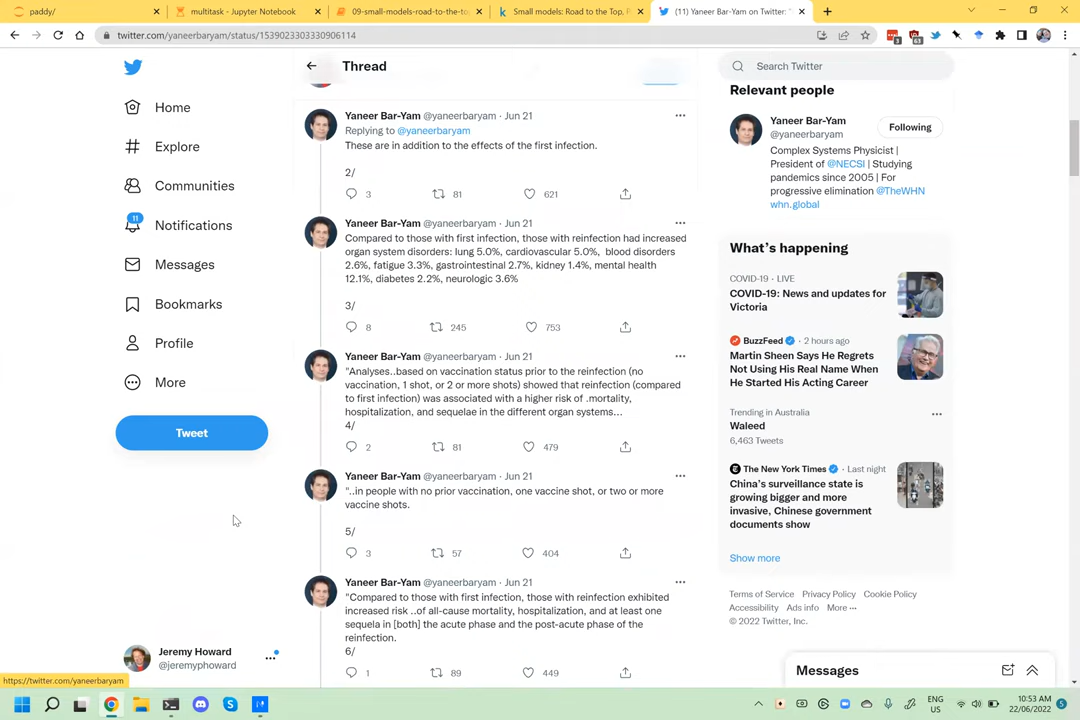 paddy/
multitask - Jupyter Notebook
09-small-models-road-to-the-to
Small models: Road to the Top, P
(11) Yaneer Bar-Yam on Twitter: "
twitter.com/yaneerbaryam/status/1539023303330906114
Home
Explore
Communities
11
Notifications
Messages
Bookmarks
Profile
More
Tweet
Jeremy Howard
@jeremyphoward
https://twitter.com/yaneerbaryam
Thread
Yaneer Bar-Yam @yaneerbaryam · Jun 21
Replying to @yaneerbaryam
These are in addition to the effects of the first infection.
2/
3 81 621
Yaneer Bar-Yam @yaneerbaryam · Jun 21
Compared to those with first infection, those with reinfection had increased
organ system disorders: lung 5.0%, cardiovascular 5.0%, blood disorders
2.6%, fatigue 3.3%, gastrointestinal 2.7%, kidney 1.4%, mental health
12.1%, diabetes 2.2%, neurologic 3.6%
3/
8 245 753
Yaneer Bar-Yam @yaneerbaryam · Jun 21
"Analyses..based on vaccination status prior to the reinfection (no
vaccination, 1 shot, or 2 or more shots) showed that reinfection (compared
to first infection) was associated with a higher risk of .mortality,
hospitalization, and sequelae in the different organ systems...
4/
2 81 479
Yaneer Bar-Yam @yaneerbaryam · Jun 21
"..in people with no prior vaccination, one vaccine shot, or two or more
vaccine shots.
5/
3 57 404
Yaneer Bar-Yam @yaneerbaryam · Jun 21
"Compared to those with first infection, those with reinfection exhibited
increased risk ..of all-cause mortality, hospitalization, and at least one
sequela in [both] the acute phase and the post-acute phase of the
reinfection.
6/
1 89 449
Search Twitter
Relevant people
Yaneer Bar-Yam
@yaneerbaryam
Following
Complex Systems Physicist |
President of @NECSI | Studying
pandemics since 2005 | For
progressive elimination @TheWHN
whn.global
What's happening
COVID-19 · LIVE
COVID-19: News and updates for
Victoria
BuzzFeed · 2 hours ago
Martin Sheen Says He Regrets
Not Using His Real Name When
He Started His Acting Career
Trending in Australia
Waleed
6,463 Tweets
The New York Times · Last night
China's surveillance state is
growing bigger and more
invasive, Chinese government
documents show
Show more
Terms of Service Privacy Policy Cookie Policy
Accessibility Ads info More
© 2022 Twitter, Inc.
Messages
ENG
US
10:53 AM
22/06/2022
5